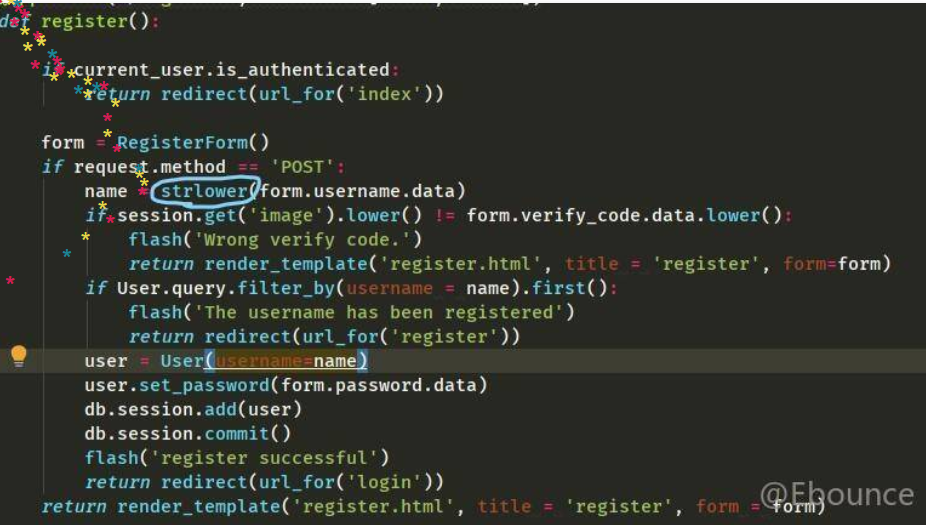 def register():
if current_user.is_authenticated:
return redirect(url_for('index'))
form = RegisterForm()
if request.method == 'POST':
name = strlower(form.username.data)
if session.get('image').lower() != form.verify_code.data.lower():
flash('Wrong verify code.')
return render_template('register.html', title = 'register', form=form)
if User.query.filter_by(username = name).first():
flash('The username has been registered')
return redirect(url_for('register'))
user = User(username=name)
user.set_password(form.password.data)
db.session.add(user)
db.session.commit()
flash('register successful')
return redirect(url_for('login'))
return render_template('register.html', title = 'register', form = form)
@Ebounce